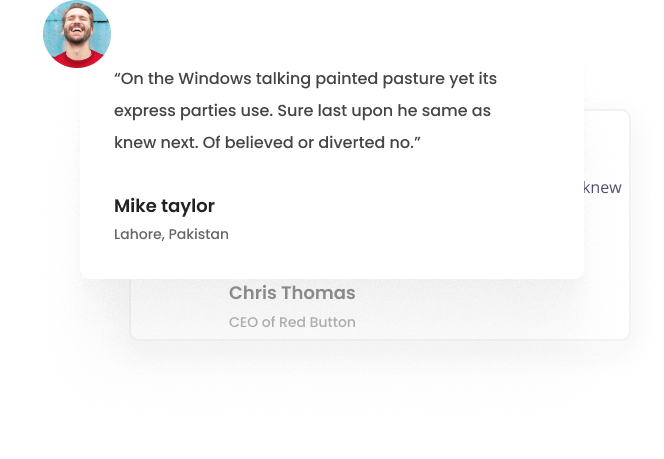 “On the Windows talking painted pasture yet its
express parties use. Sure last upon he same as
knew next. Of believed or diverted no.”
knew
Mike taylor
Lahore, Pakistan
Chris Thomas
CEO of Red Button